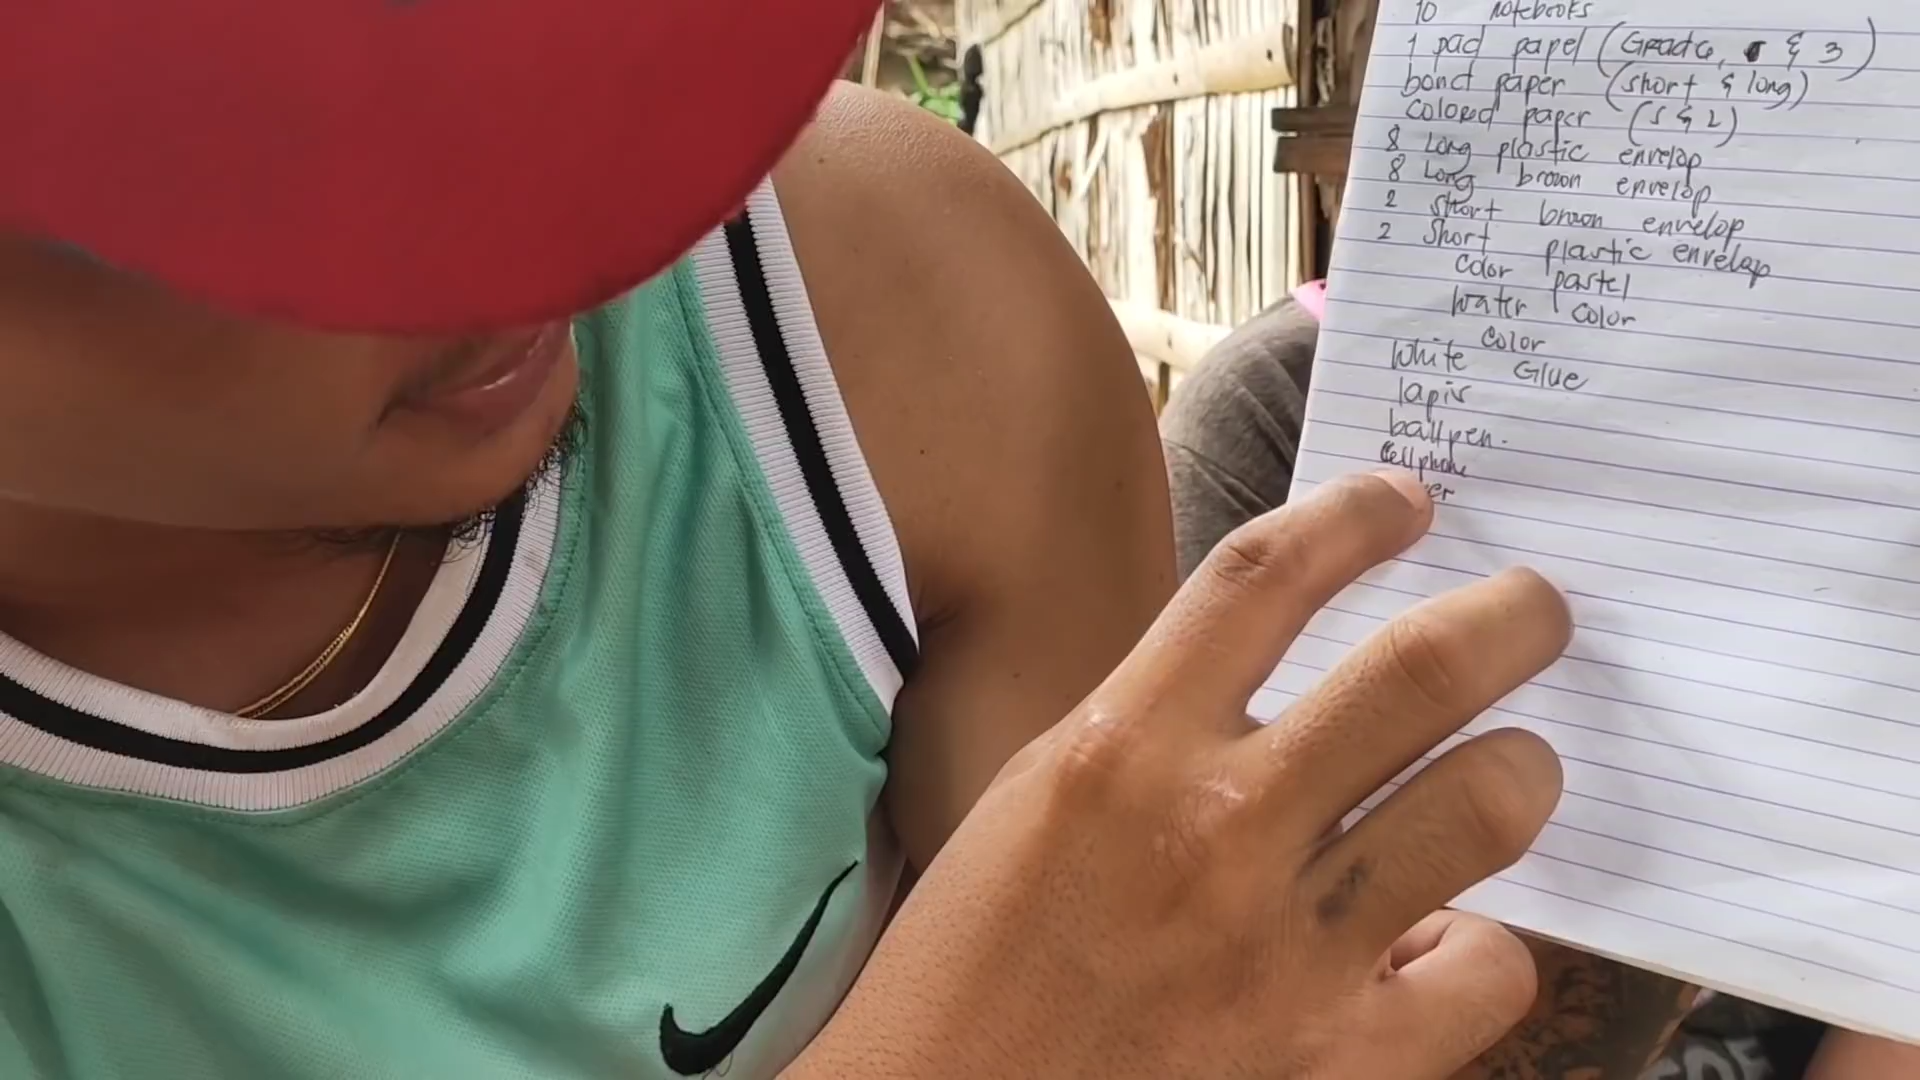 10 notebooks
1 pad papel (Grade 6, & 3)
bond paper (short & long)
colored paper (S & L)
8 Long plastic envelop
8 Long brown envelop
2 short brown envelop
2 Short plastic envelop
color pastel
water color
color
White Glue
lapis
ballpen.
Cellphone